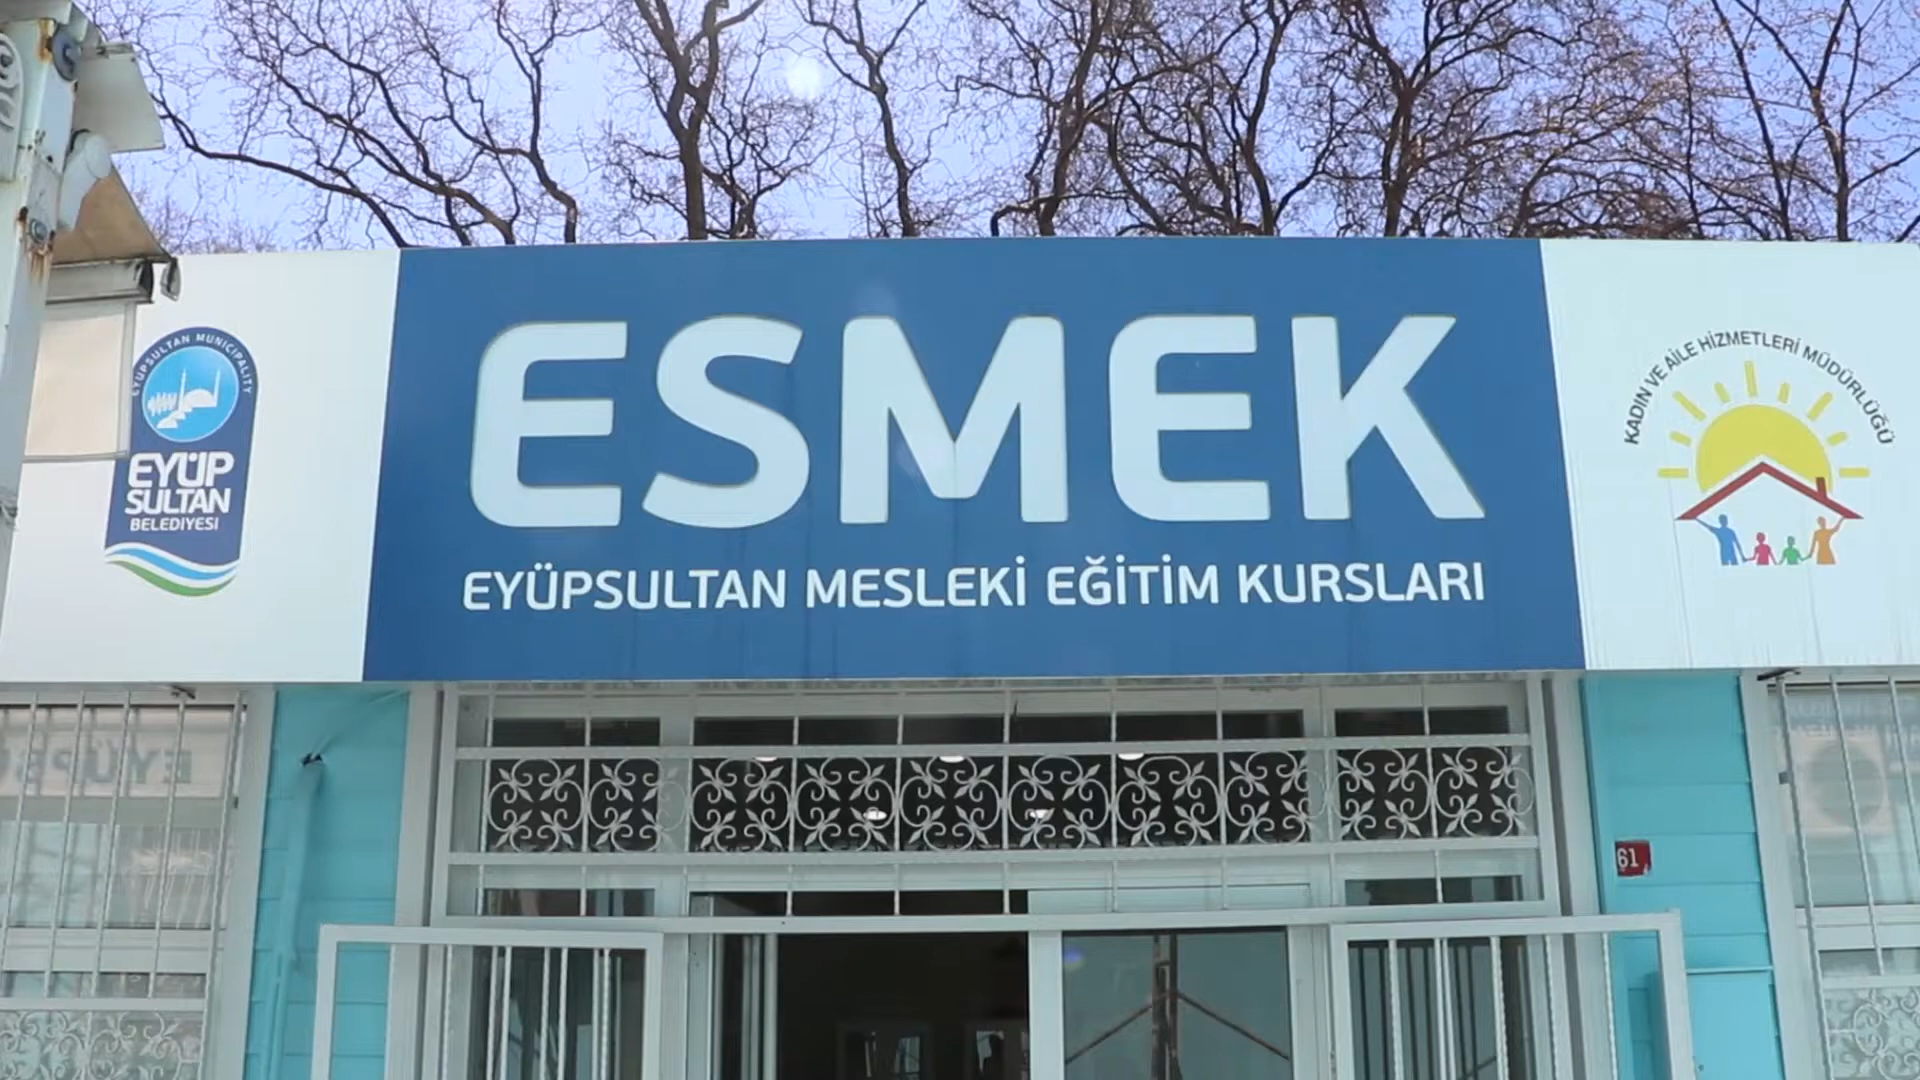 EYÜPSULTAN MUNICIPALITY
EYÜP
SULTAN
BELEDİYESİ
ESMEK
EYÜPSULTAN MESLEKİ EĞİTİM KURSLARI
KADIN VE AİLE HİZMETLERİ MÜDÜRLÜĞÜ
61